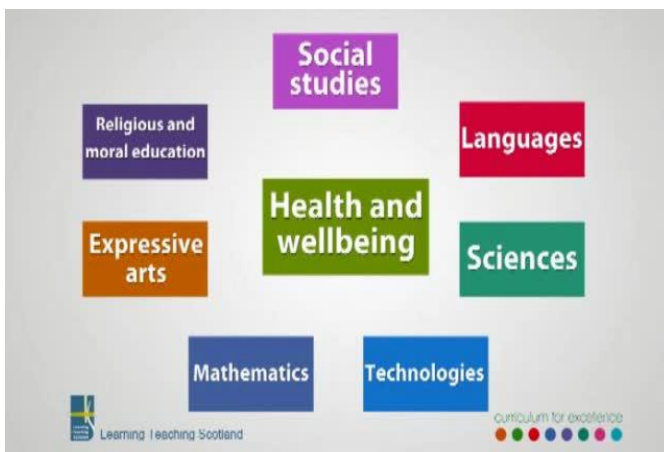 Social
studies
Religious and
moral education
Languages
Health and
wellbeing
Expressive
arts
Sciences
Mathematics
Technologies
Learning Teaching Scotland
curriculum for excellence